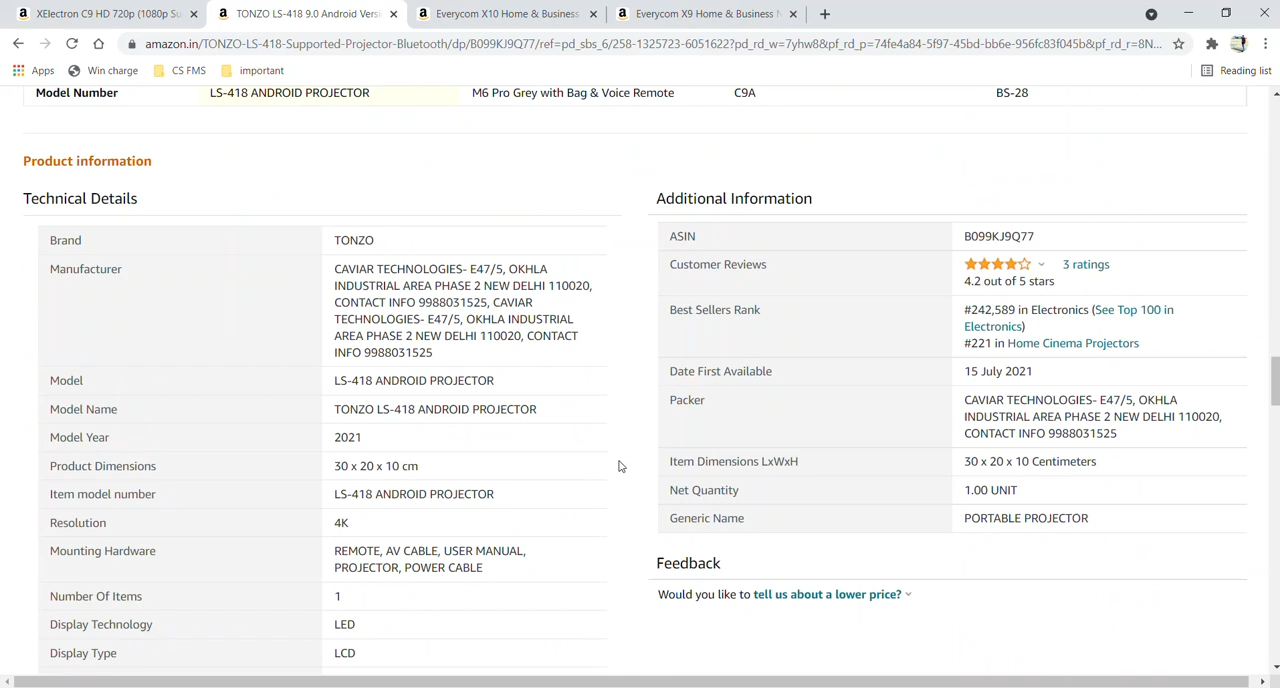 XElectron C9 HD 720p (1080p Su
TONZO LS-418 9.0 Android Versi
Everycom X10 Home & Business
Everycom X9 Home & Business N
amazon.in/TONZO-LS-418-Supported-Projector-Bluetooth/dp/B099KJ9Q77/ref=pd_sbs_6/258-1325723-6051622?pd_rd_w=7yhw8&pf_rd_p=74fe4a84-5f97-45bd-bb6e-956fc83f045b&pf_rd_r=8N...
Apps
Win charge
CS FMS
important
Reading list
Model Number LS-418 ANDROID PROJECTOR M6 Pro Grey with Bag & Voice Remote C9A BS-28
Product information
Technical Details
Brand TONZO
Manufacturer CAVIAR TECHNOLOGIES- E47/5, OKHLA
INDUSTRIAL AREA PHASE 2 NEW DELHI 110020,
CONTACT INFO 9988031525, CAVIAR
TECHNOLOGIES- E47/5, OKHLA INDUSTRIAL
AREA PHASE 2 NEW DELHI 110020, CONTACT
INFO 9988031525
Model LS-418 ANDROID PROJECTOR
Model Name TONZO LS-418 ANDROID PROJECTOR
Model Year 2021
Product Dimensions 30 x 20 x 10 cm
Item model number LS-418 ANDROID PROJECTOR
Resolution 4K
Mounting Hardware REMOTE, AV CABLE, USER MANUAL,
PROJECTOR, POWER CABLE
Number Of Items 1
Display Technology LED
Display Type LCD
Additional Information
ASIN B099KJ9Q77
Customer Reviews 3 ratings
4.2 out of 5 stars
Best Sellers Rank #242,589 in Electronics (See Top 100 in
Electronics)
#221 in Home Cinema Projectors
Date First Available 15 July 2021
Packer CAVIAR TECHNOLOGIES- E47/5, OKHLA
INDUSTRIAL AREA PHASE 2 NEW DELHI 110020,
CONTACT INFO 9988031525
Item Dimensions LxWxH 30 x 20 x 10 Centimeters
Net Quantity 1.00 UNIT
Generic Name PORTABLE PROJECTOR
Feedback
Would you like to tell us about a lower price?